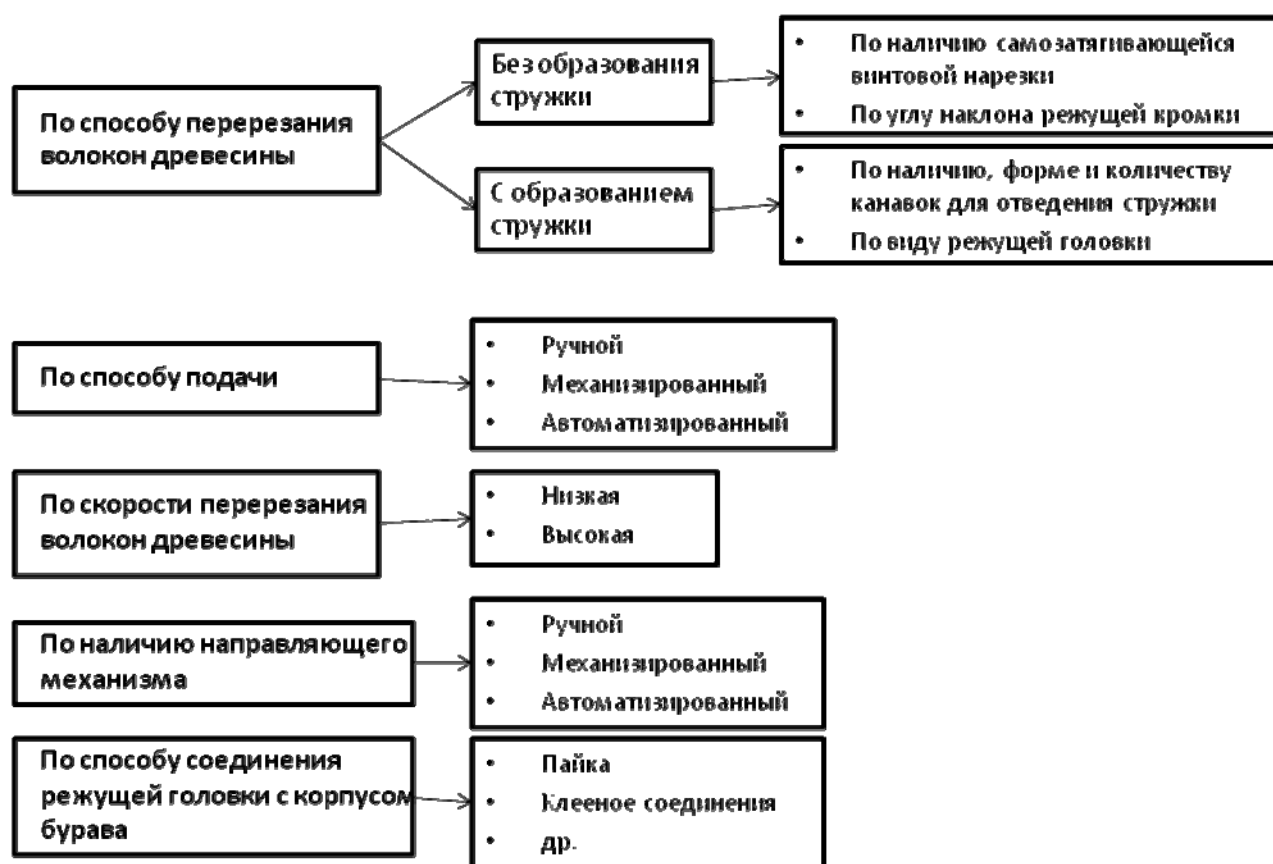 По способу перерезания
волокон древесины
Без образования
стружки
• По наличию самозатягивающейся
винтовой нарезки
• По углу наклона режущей кромки
С образованием
стружки
• По наличию, форме и количеству
канавок для отведения стружки
• По виду режущей головки
По способу подачи
• Ручной
• Механизированный
• Автоматизированный
По скорости перерезания
волокон древесины
• Низкая
• Высокая
По наличию направляющего
механизма
• Ручной
• Механизированный
• Автоматизированный
По способу соединения
режущей головки с корпусом
бурава
• Пайка
• Клееное соединения
• др.